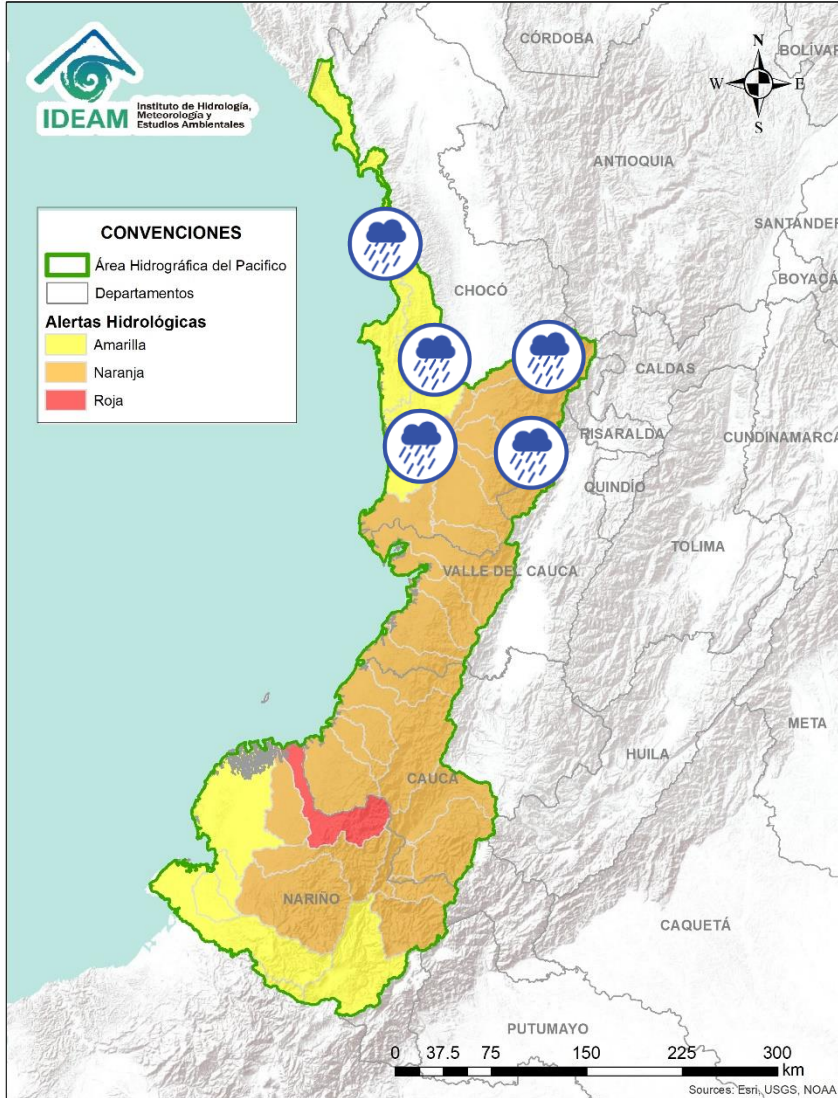 IDEAM
Instituto de Hidrología,
Meteorología y
Estudios Ambientales
N
W
E
S
CONVENCIONES
Área Hidrográfica del Pacifico
Departamentos
Alertas Hidrológicas
Amarilla
Naranja
Roja
CÓRDOBA
BOLÍVAR
ANTIOQUIA
SANTANDER
BOYACÁ
CHOCÓ
CALDAS
RISARALDA
CUNDINAMARCA
QUINDÍO
TOLIMA
VALLE DEL CAUCA
META
HUILA
CAUCA
NARIÑO
CAQUETÁ
PUTUMAYO
0 37.5 75 150 225 300
km
Sources: Esri, USGS, NOAA